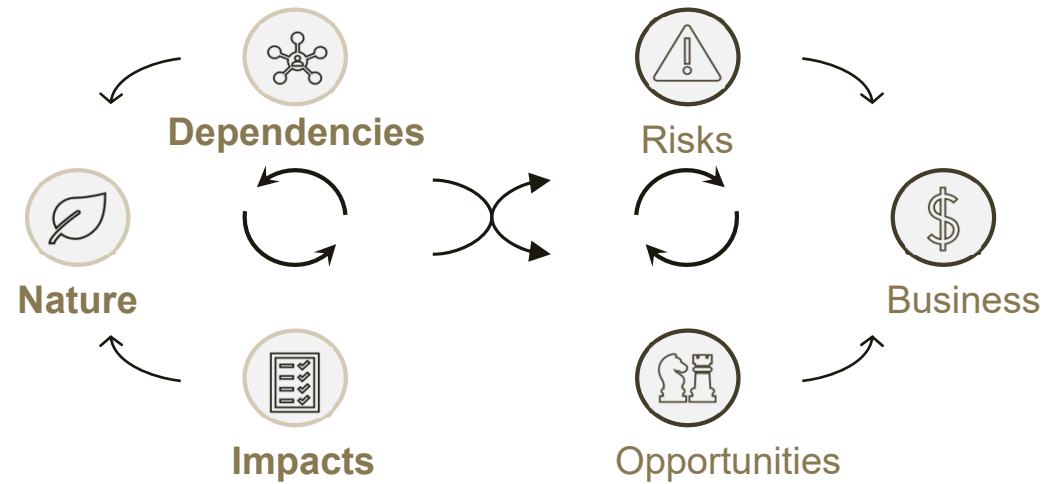 Dependencies
Risks
Nature
Business
Impacts
Opportunities